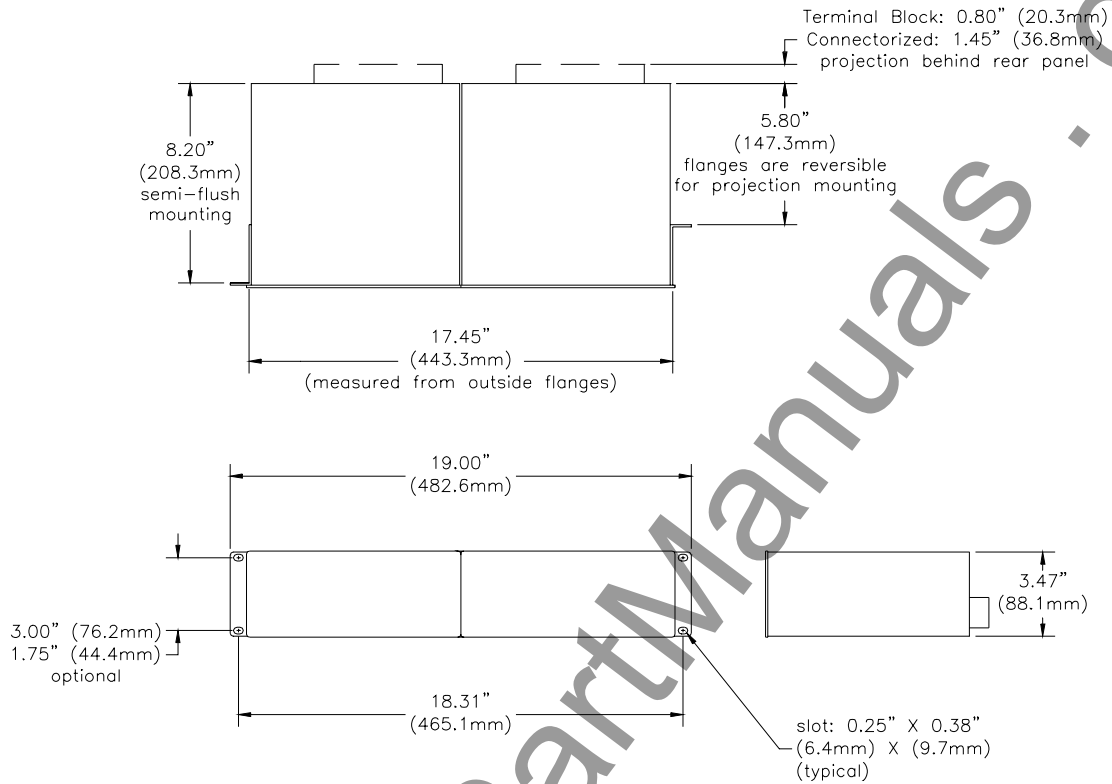 Terminal Block: 0.80” (20.3mm)
Connectorized: 1.45” (36.8mm)
projection behind rear panel
8.20”
(208.3mm)
semi-flush
mounting
5.80”
(147.3mm)
flanges are reversible
for projection mounting
17.45”
(443.3mm)
(measured from outside flanges)
19.00”
(482.6mm)
3.00” (76.2mm)
1.75” (44.4mm)
optional
3.47”
(88.1mm)
18.31”
(465.1mm)
slot: 0.25” X 0.38”
(6.4mm) X (9.7mm)
(typical)
artManuals .